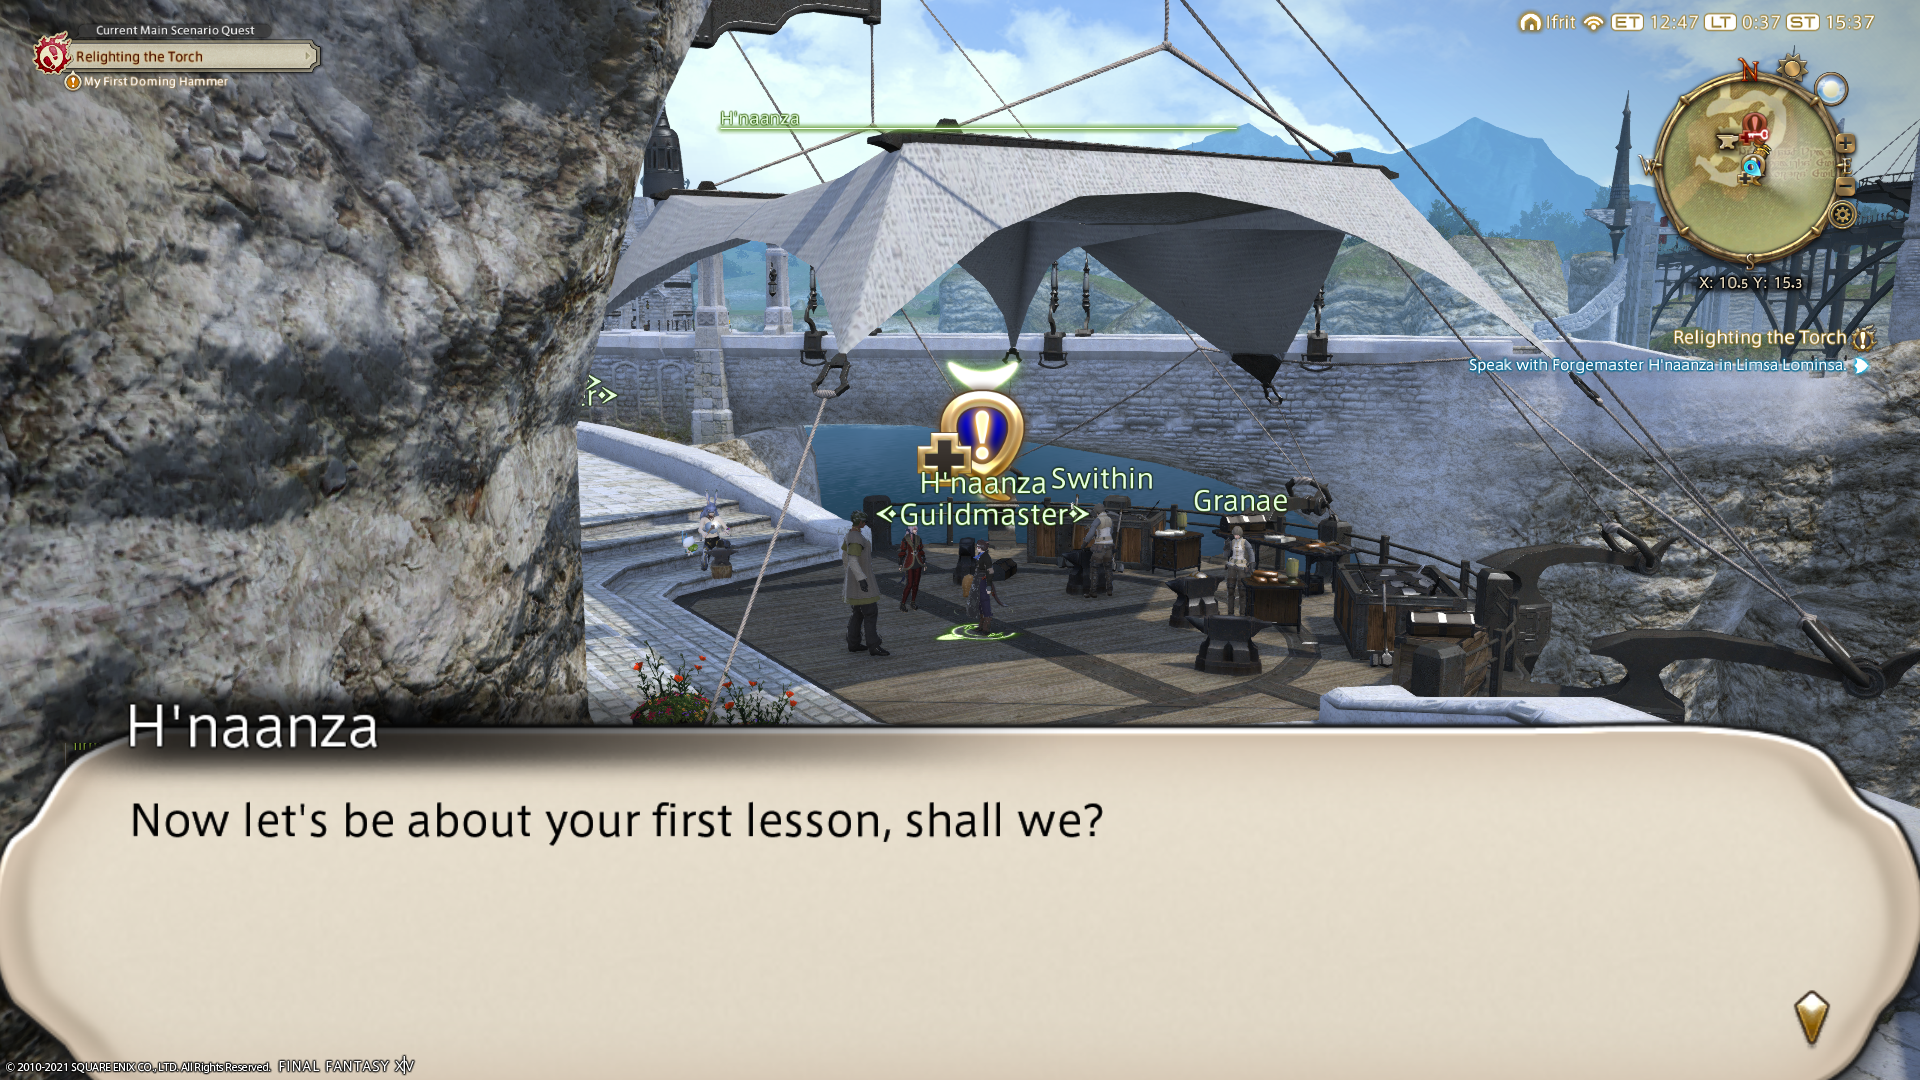 Current Main Scenario Quest
Relighting the Torch
My First Doming Hammer
Ifrit ET 12:47 LT 0:37 ST 15:37
N
W
E
S
X: 10.5 Y: 15.3
Relighting the Torch
Speak with Forgemaster H'naanza in Limsa Lominsa.
H'naanza
H'naanza
<Guildmaster>
Swithin
Granae
H'naanza
Now let's be about your first lesson, shall we?
© 2010-2021 SQUARE ENIX CO., LTD. All Rights Reserved. FINAL FANTASY XIV